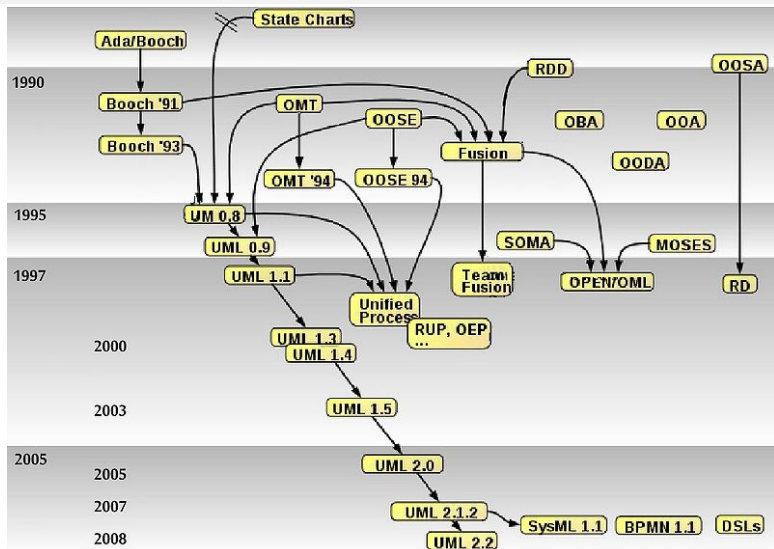 State Charts
Ada/Booch
OOSA
RDD
1990
Booch '91
OMT
OOSE
OBA
OOA
Booch '93
Fusion
OODA
OMT '94
OOSE 94
1995
UM 0.8
UML 0.9
SOMA
MOSES
1997
UML 1.1
Team
Fusion
OPEN/OML
RD
Unified
Process
RUP, OEP
...
UML 1.3
2000
UML 1.4
2003
UML 1.5
2005
UML 2.0
2005
2007
UML 2.1.2
SysML 1.1
BPMN 1.1
DSLs
2008
UML 2.2